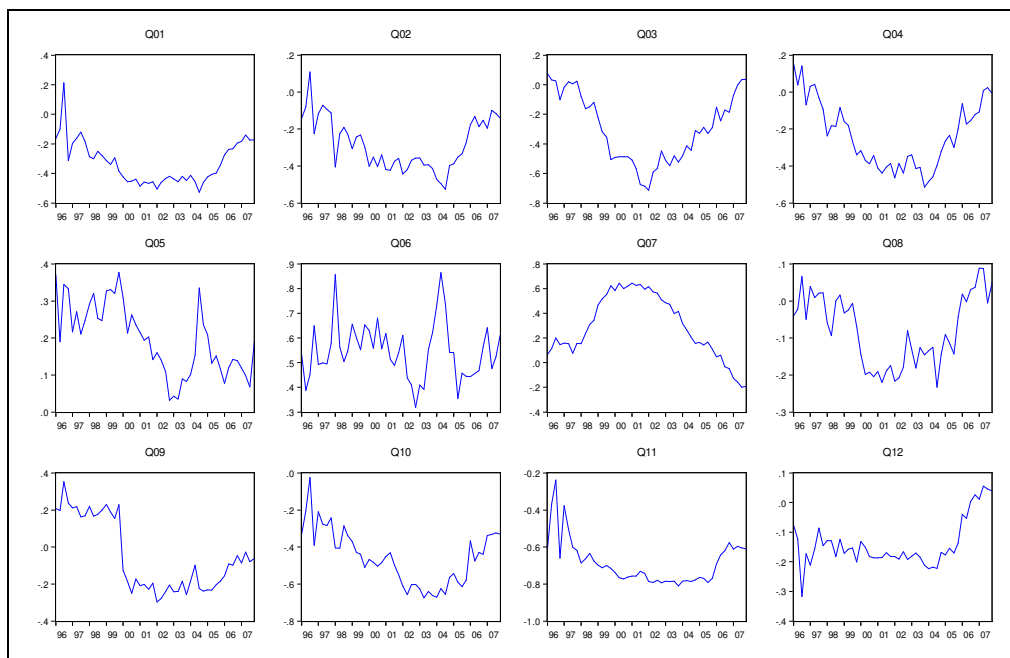 Q01 Q02 Q03 Q04
.4 .2 .2 .2
.2 .0 .0 .0
.0 -.2 -.2 -.2
-.2 -.4 -.4 -.4
-.4 -.6
-.6 -.6 -.8 -.6
96 97 98 99 00 01 02 03 04 05 06 07 96 97 98 99 00 01 02 03 04 05 06 07 96 97 98 99 00 01 02 03 04 05 06 07 96 97 98 99 00 01 02 03 04 05 06 07
Q05 Q06 Q07 Q08
.4 .9 .8 .1
.8 .6
.3 .7 .4 .0
.2 .6 .2 -.1
.5 .0
.1 .4 -.2 -.2
.0 .3 -.4 -.3
96 97 98 99 00 01 02 03 04 05 06 07 96 97 98 99 00 01 02 03 04 05 06 07 96 97 98 99 00 01 02 03 04 05 06 07 96 97 98 99 00 01 02 03 04 05 06 07
Q09 Q10 Q11 Q12
.4 .0 -0.2 .1
.2 -.2 -0.4 .0
-.1
.0 -.4 -0.6
-.2
-.2 -.6 -0.8 -.3
-.4 -.8 -1.0 -.4
96 97 98 99 00 01 02 03 04 05 06 07 96 97 98 99 00 01 02 03 04 05 06 07 96 97 98 99 00 01 02 03 04 05 06 07 96 97 98 99 00 01 02 03 04 05 06 07